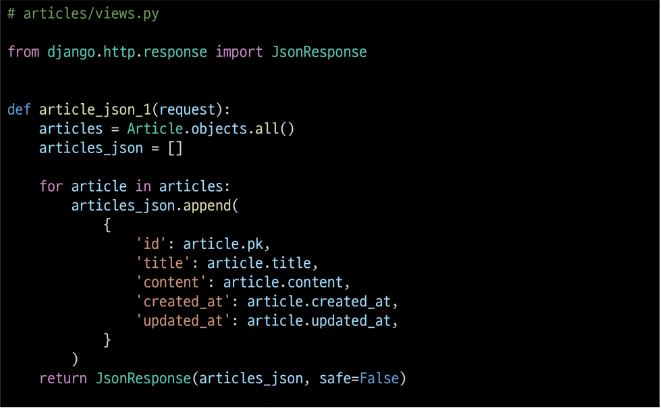 # articles/views.py
from django.http.response import JsonResponse
def article_json_1(request):
    articles = Article.objects.all()
    articles_json = []
    for article in articles:
        articles_json.append(
            {
                'id': article.pk,
                'title': article.title,
                'content': article.content,
                'created_at': article.created_at,
                'updated_at': article.updated_at,
            }
        )
    return JsonResponse(articles_json, safe=False)